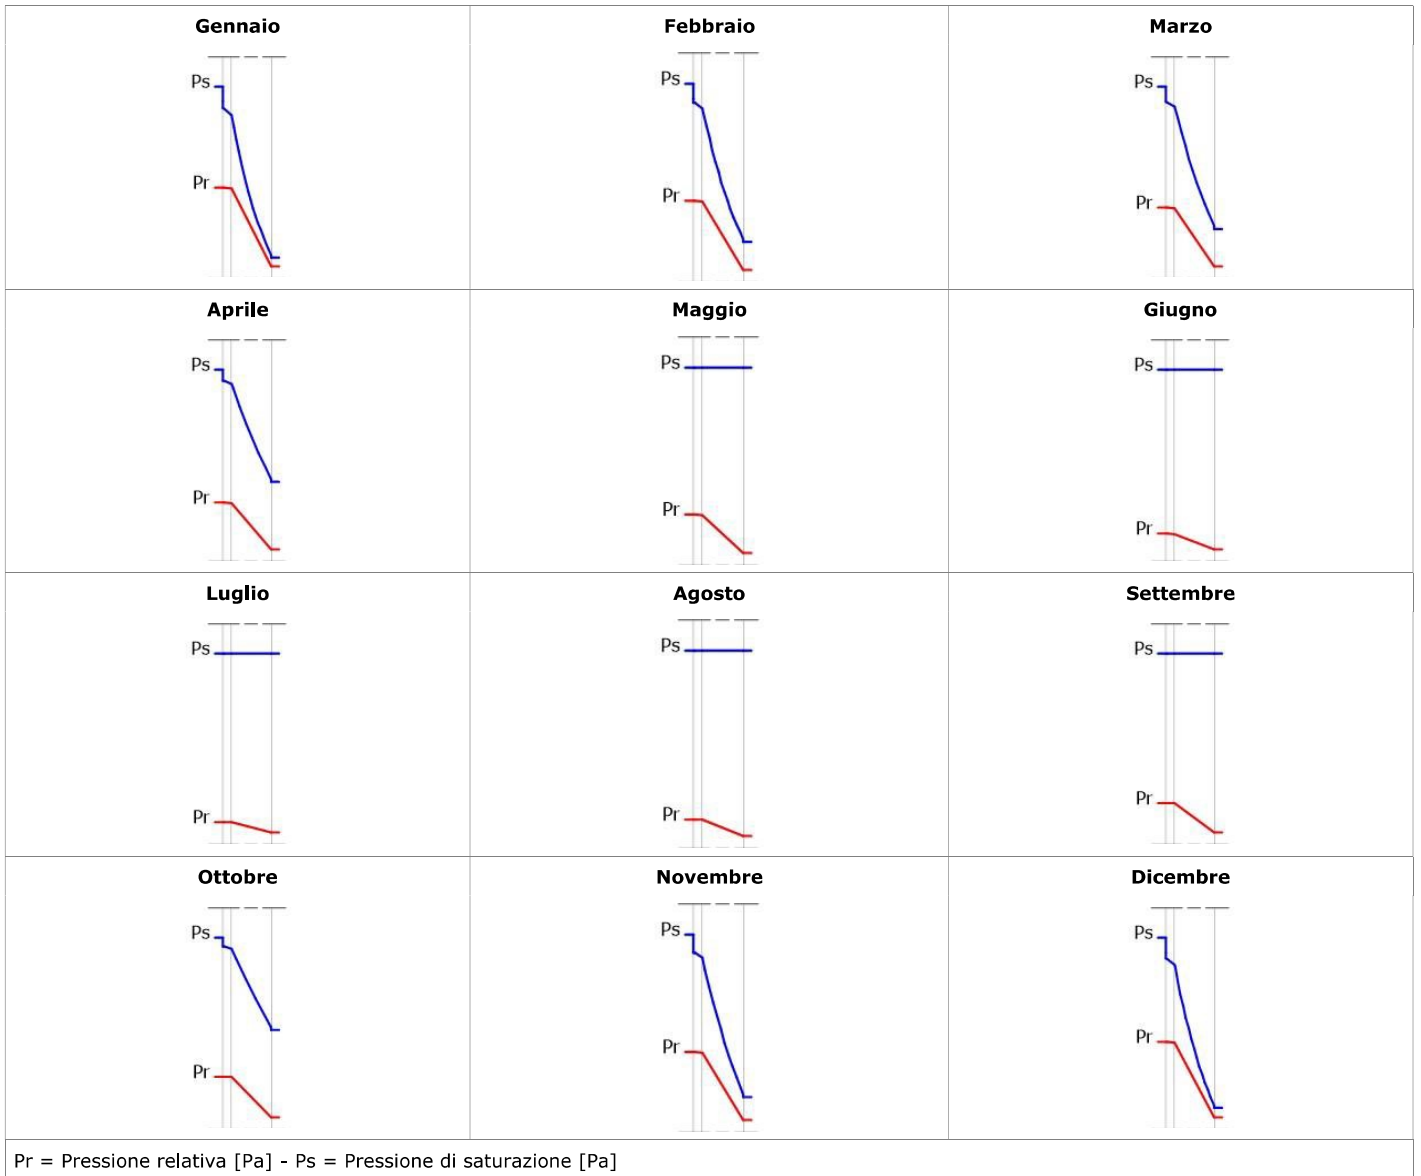 Gennaio Febbraio Marzo
Ps Ps Ps
Pr Pr Pr
Aprile Maggio Giugno
Ps Ps Ps
Pr Pr Pr
Luglio Agosto Settembre
Ps Ps Ps
Pr Pr Pr
Ottobre Novembre Dicembre
Ps Ps Ps
Pr Pr Pr
Pr = Pressione relativa [Pa] - Ps = Pressione di saturazione [Pa]